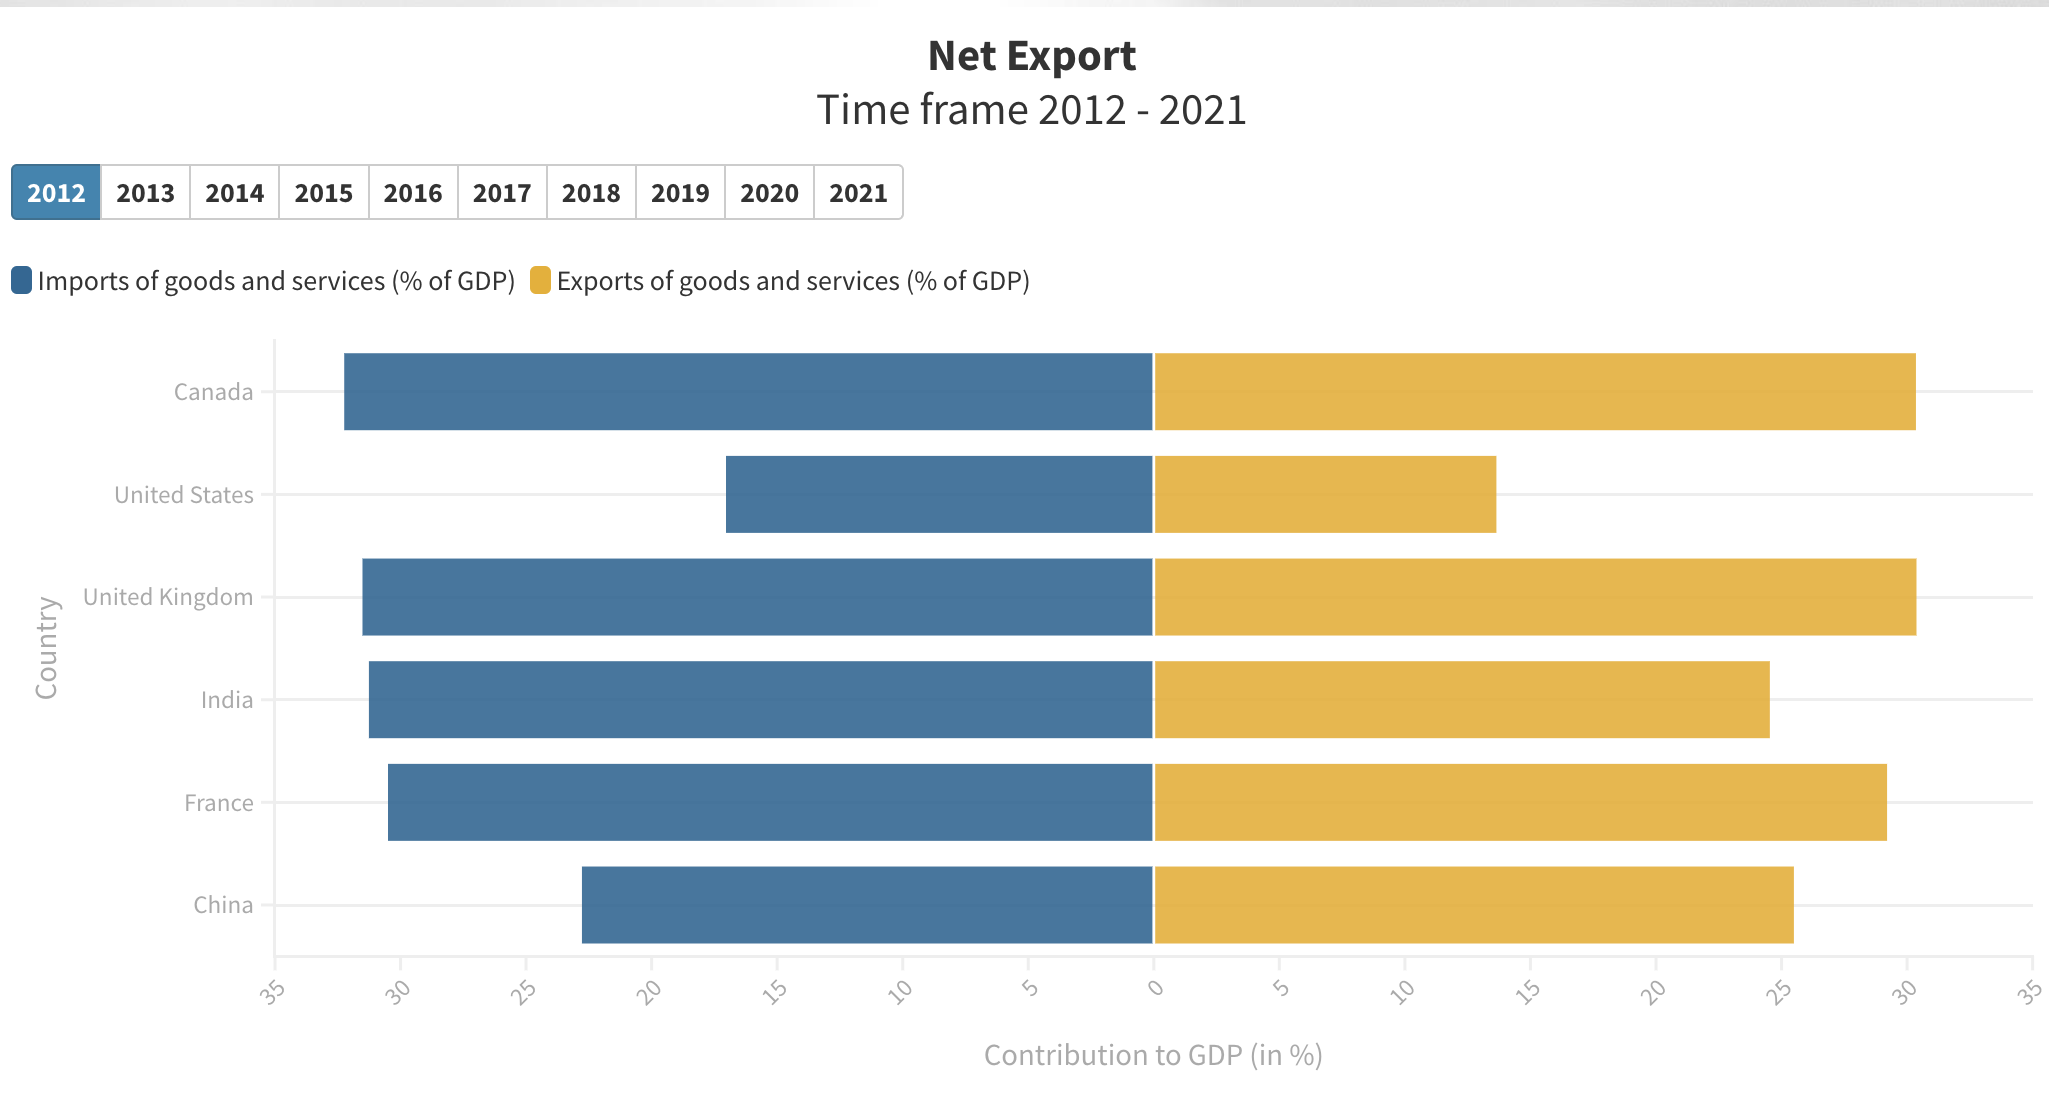 Net Export
Time frame 2012 - 2021
2012 2013 2014 2015 2016 2017 2018 2019 2020 2021
Imports of goods and services (% of GDP) Exports of goods and services (% of GDP)
Country
Canada
United States
United Kingdom
India
France
China
35 30 25 20 15 10 5 0 5 10 15 20 25 30 35
Contribution to GDP (in %)